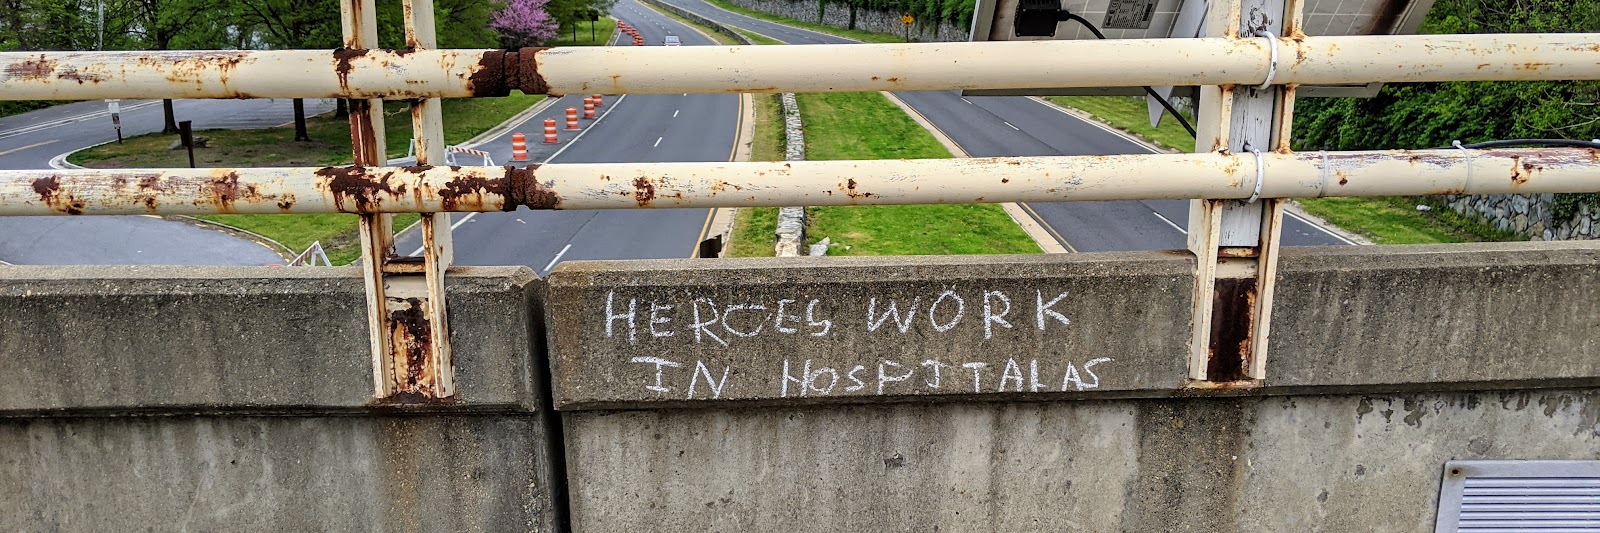 HEROES WORK
IN HOSPITALAS